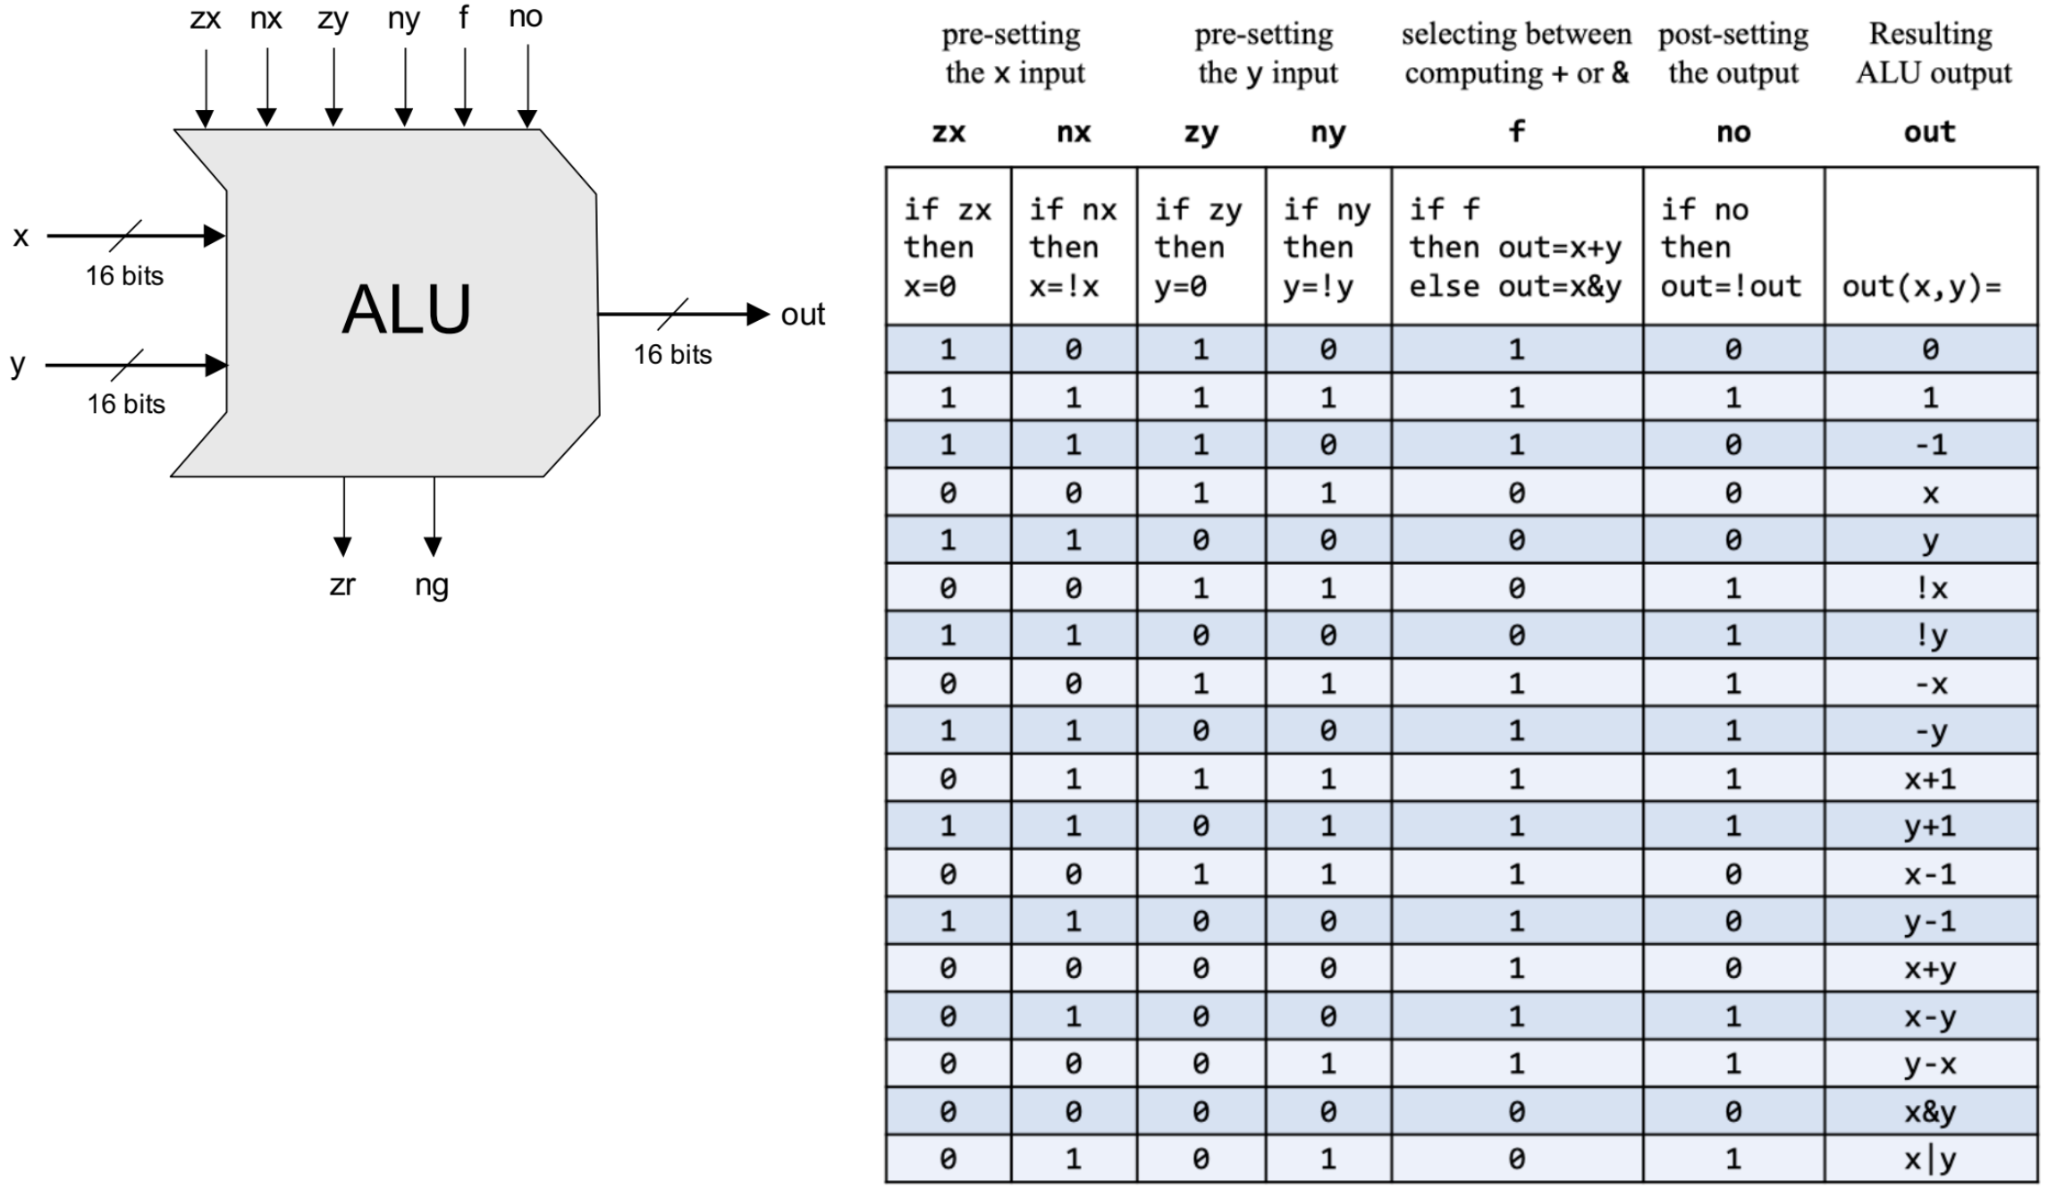 zx nx zy ny f no
x
16 bits
y
16 bits
ALU
out
16 bits
zr ng
pre-setting the x input
pre-setting the y input
selecting between computing + or &
post-setting the output
Resulting ALU output
zx nx zy ny f no out
if zx then x=0
if nx then x=!x
if zy then y=0
if ny then y=!y
if f then out=x+y else out=x&y
if no then out=!out
out(x,y)=
1 0 1 0 1 0 0
1 1 1 1 1 1 1
1 1 1 0 1 0 -1
0 0 1 1 0 0 x
1 1 0 0 0 0 y
0 0 1 1 0 1 !x
1 1 0 0 0 1 !y
0 0 1 1 1 1 -x
1 1 0 0 1 1 -y
0 1 1 1 1 1 x+1
1 1 0 1 1 1 y+1
0 0 1 1 1 0 x-1
1 1 0 0 1 0 y-1
0 0 0 0 1 0 x+y
0 1 0 0 1 1 x-y
0 0 0 1 1 1 y-x
0 0 0 0 0 0 x&y
0 1 0 1 0 1 x|y